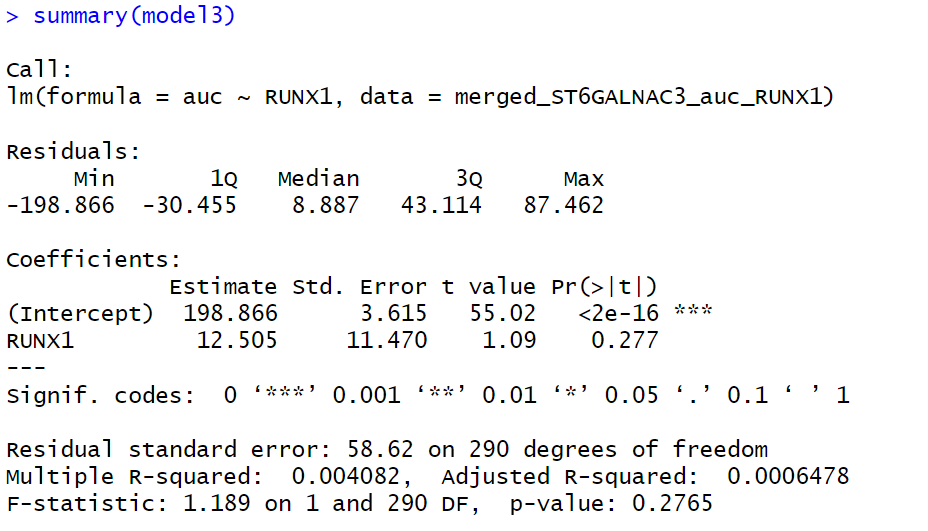 > summary(model3)
Call:
lm(formula = auc ~ RUNX1, data = merged_ST6GALNAC3_auc_RUNX1)
Residuals:
     Min       1Q   Median       3Q      Max
-198.866  -30.455    8.887   43.114   87.462
Coefficients:
            Estimate Std. Error t value Pr(>|t|)
(Intercept)  198.866      3.615   55.02   <2e-16 ***
RUNX1         12.505     11.470    1.09    0.277
---
Signif. codes:  0 ‘***’ 0.001 ‘**’ 0.01 ‘*’ 0.05 ‘.’ 0.1 ‘ ’ 1
Residual standard error: 58.62 on 290 degrees of freedom
Multiple R-squared:  0.004082,  Adjusted R-squared:  0.0006478
F-statistic: 1.189 on 1 and 290 DF,  p-value: 0.2765